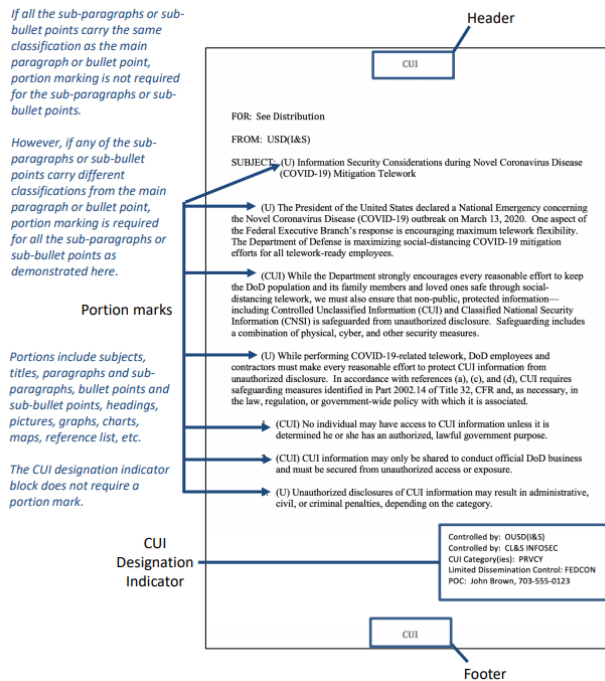 If all the sub-paragraphs or sub-
bullet points carry the same
classification as the main
paragraph or bullet point,
portion marking is not required
for the sub-paragraphs or sub-
bullet points.
However, if any of the sub-
paragraphs or sub-bullet
points carry different
classifications from the main
paragraph or bullet point,
portion marking is required
for all the sub-paragraphs or
sub-bullet points as
demonstrated here.
Portion marks
Portions include subjects,
titles, paragraphs and sub-
paragraphs, bullet points and
sub-bullet points, headings,
pictures, graphs, charts,
maps, reference list, etc.
The CUI designation indicator
block does not require a
portion mark.
CUI
Designation
Indicator
Header
CUI
FOR: See Distribution
FROM: USD(I&S)
SUBJECT: (U) Information Security Considerations during Novel Coronavirus Disease
(COVID-19) Mitigation Telework
(U) The President of the United States declared a National Emergency concerning
the Novel Coronavirus Disease (COVID-19) outbreak on March 13, 2020. One aspect of
the Federal Executive Branch's response is encouraging maximum telework flexibility.
The Department of Defense is maximizing social-distancing COVID-19 mitigation
efforts for all telework-ready employees.
(CUI) While the Department strongly encourages every reasonable effort to keep
the DoD population and its family members and loved ones safe through social-
distancing telework, we must also ensure that non-public, protected information—
including Controlled Unclassified Information (CUI) and Classified National Security
Information (CNSI) is safeguarded from unauthorized disclosure. Safeguarding includes
a combination of physical, cyber, and other security measures.
(U) While performing COVID-19-related telework, DoD employees and
contractors must make every reasonable effort to protect CUI information from
unauthorized disclosure. In accordance with references (a), (c), and (d), CUI requires
safeguarding measures identified in Part 2002.14 of Title 32, CFR and, as necessary, in
the law, regulation, or government-wide policy with which it is associated.
(CUI) No individual may have access to CUI information unless it is
determined he or she has an authorized, lawful government purpose.
(CUI) CUI information may only be shared to conduct official DoD business
and must be secured from unauthorized access or exposure.
(U) Unauthorized disclosures of CUI information may result in administrative,
civil, or criminal penalties, depending on the category.
Controlled by: OUSD(I&S)
Controlled by: CL&S INFOSEC
CUI Category(ies): PRVCY
Limited Dissemination Control: FEDCON
POC: John Brown, 703-555-0123
CUI
Footer